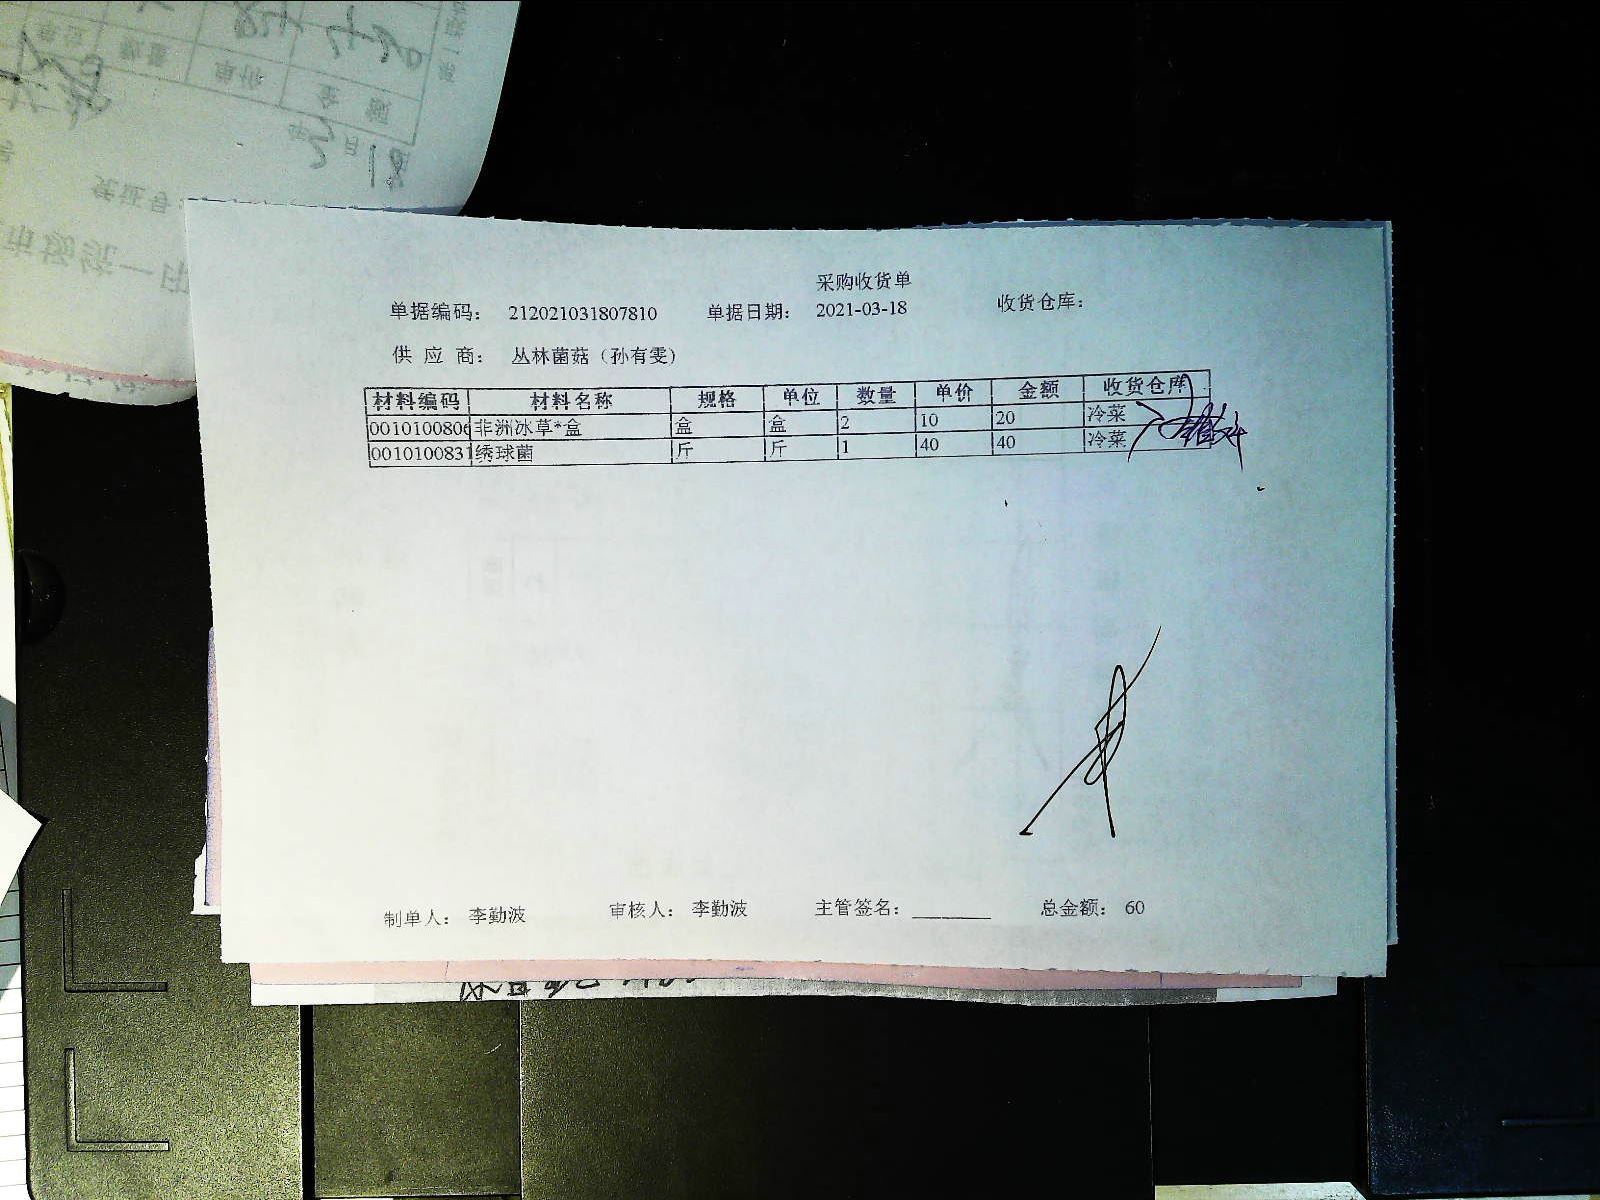 采购收货单
单据编码： 212021031807810 单据日期： 2021-03-18 收货仓库：
供 应 商： 丛林菌菇（孙有雯）
材料编码 材料名称 规格 单位 数量 单价 金额 收货仓库
0010100806 非洲冰草*盒 盒 盒 2 10 20 冷菜
0010100831 绣球菌 斤 斤 1 40 40 冷菜
制单人： 李勤波 审核人： 李勤波 主管签名： 总金额： 60